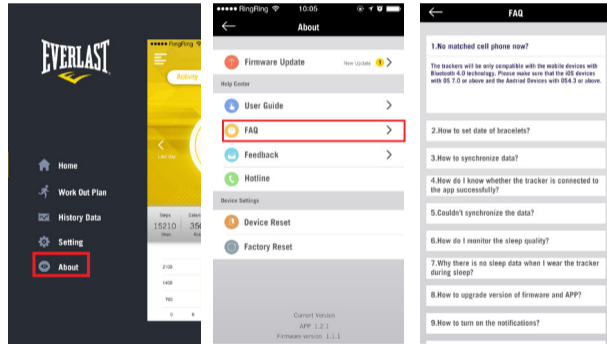 EVERLAST
Home
Work Out Plan
History Data
Setting
About
RingRing
Activity
Last day
Steps
15210
Steps
2100
1400
700
0
RingRing 10:05
About
Firmware Update
New Update 1
Help Center
User Guide
FAQ
Feedback
Hotline
Device Settings
Device Reset
Factory Reset
Current Version
APP 1.2.1
Firmware version 1.1.1
FAQ
1.No matched cell phone now?
The trackers will be only compatible with the mobile devices with
Bluetooth 4.0 technology. Please make sure that the iOS devices
with OS 7.0 or above and the Andriod Devices with OS4.3 or above.
2.How to set date of bracelets?
3.How to synchronize data?
4.How do I know whether the tracker is connected to
the app successfully?
5.Couldn't synchronize the data?
6.How do I monitor the sleep quality?
7.Why there is no sleep data when I wear the tracker
during sleep?
8.How to upgrade version of firmware and APP?
9.How to turn on the notifications?